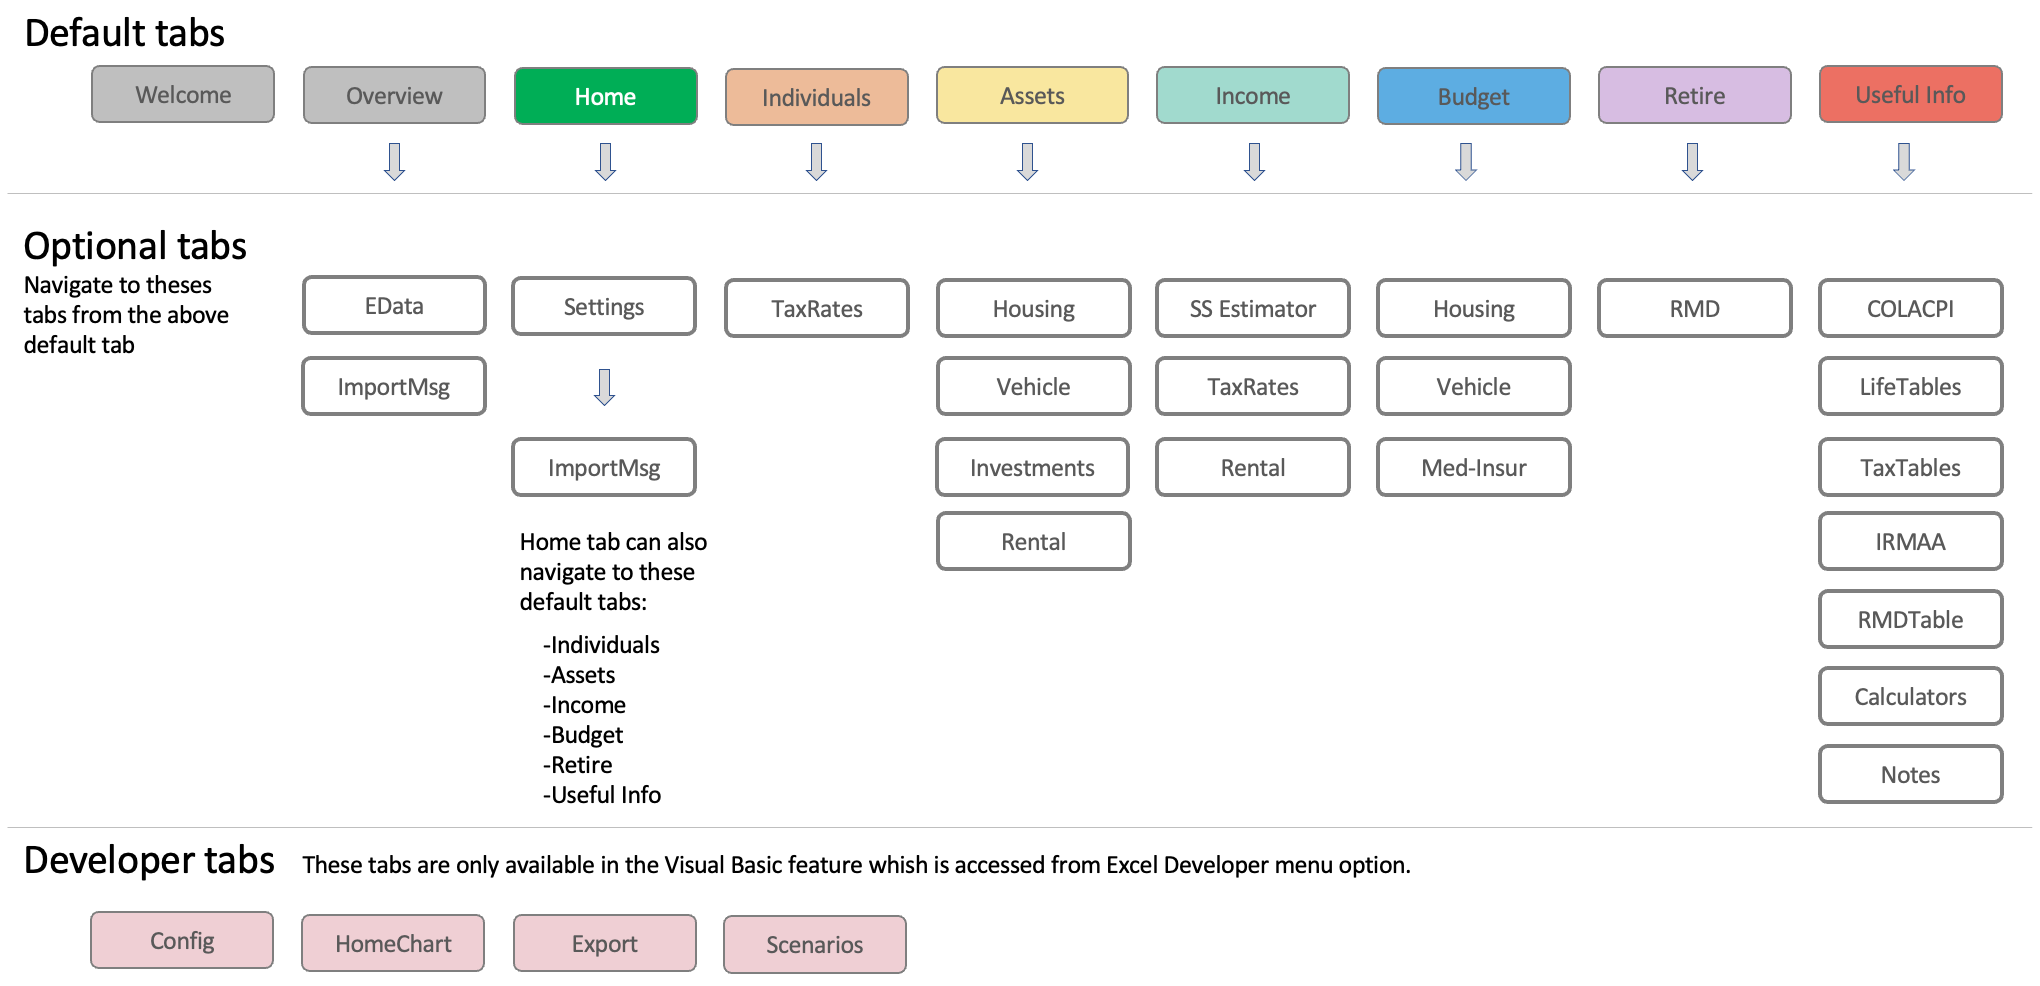 Default tabs
Welcome
Overview
Home
Individuals
Assets
Income
Budget
Retire
Useful Info
Optional tabs
Navigate to theses
tabs from the above
default tab
EData
Settings
TaxRates
Housing
SS Estimator
Housing
RMD
COLACPI
ImportMsg
Vehicle
TaxRates
Vehicle
LifeTables
ImportMsg
Investments
Rental
Med-Insur
TaxTables
Rental
IRMAA
Home tab can also
navigate to these
default tabs:
-Individuals
-Assets
-Income
-Budget
-Retire
-Useful Info
RMDTable
Calculators
Notes
Developer tabs
These tabs are only available in the Visual Basic feature whish is accessed from Excel Developer menu option.
Config
HomeChart
Export
Scenarios